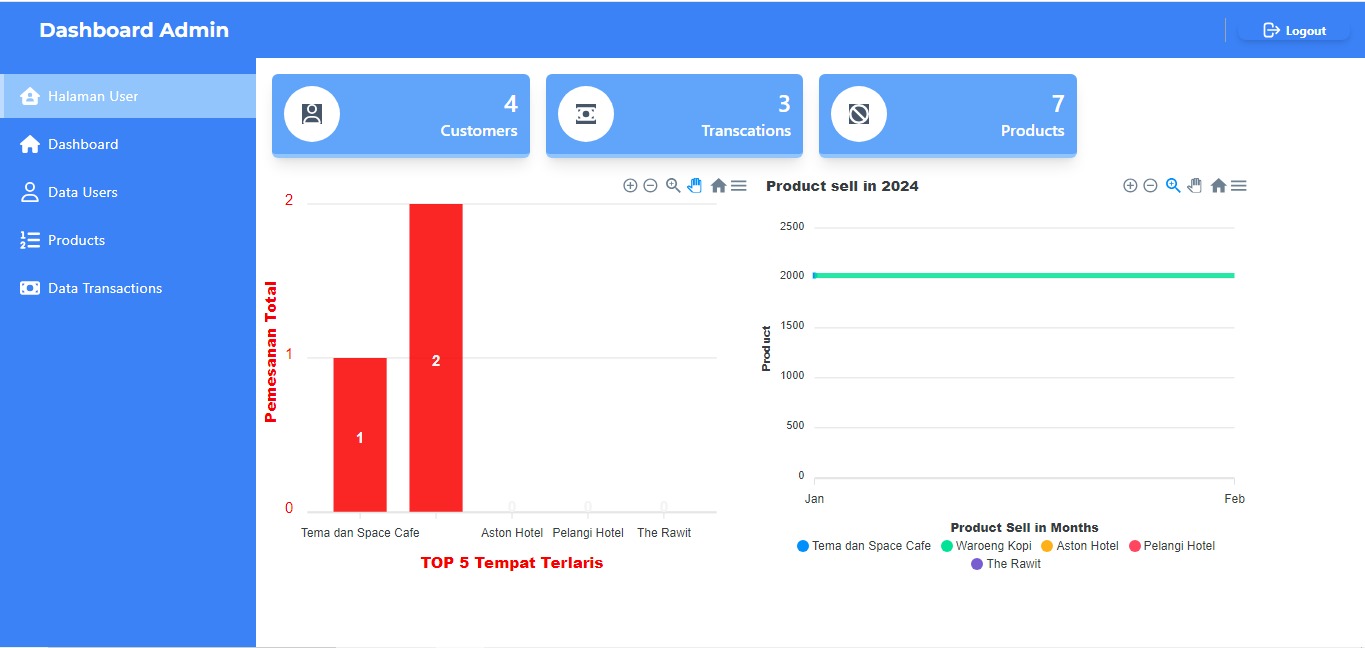 Dashboard Admin
Logout
Halaman User
Dashboard
Data Users
Products
Data Transactions
4
Customers
3
Transcations
7
Products
2
1
0
Pemesanan Total
1
2
0
0
0
Tema dan Space Cafe
Aston Hotel
Pelangi Hotel
The Rawit
TOP 5 Tempat Terlaris
Product sell in 2024
2500
2000
1500
1000
500
0
Product
Jan
Feb
Product Sell in Months
Tema dan Space Cafe
Waroeng Kopi
Aston Hotel
Pelangi Hotel
The Rawit